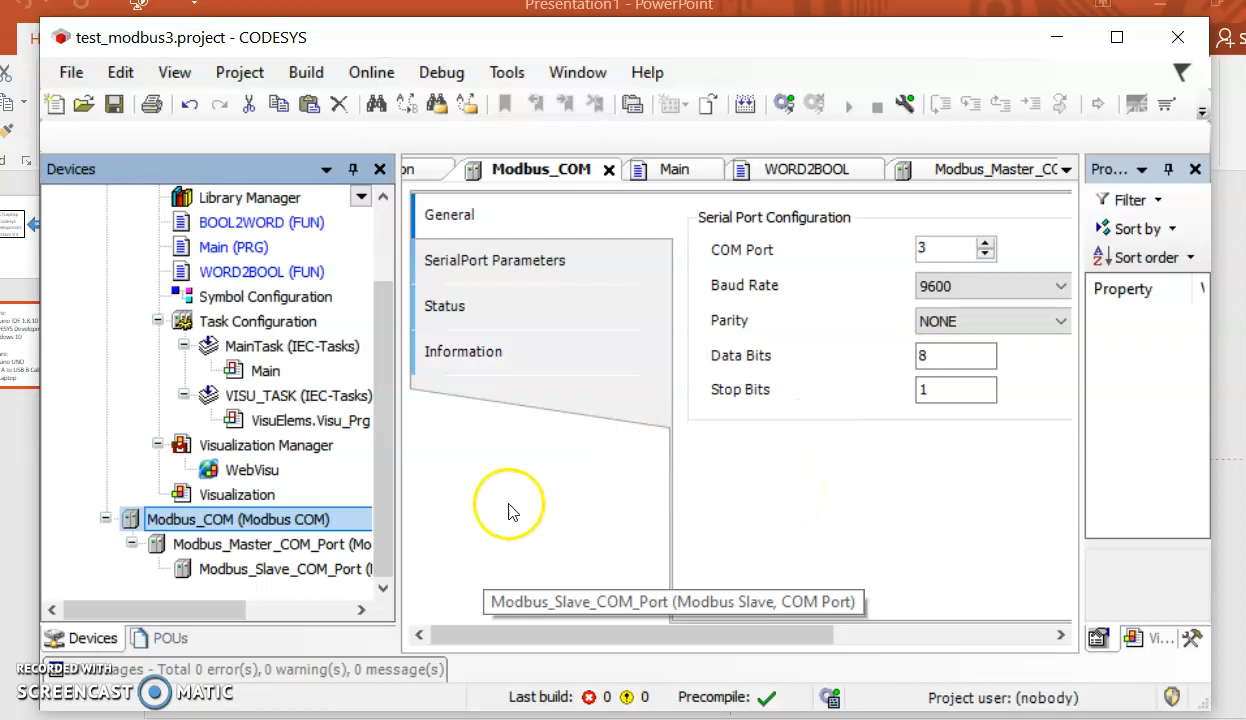 Presentation1 - PowerPoint
test_modbus3.project - CODESYS
File Edit View Project Build Online Debug Tools Window Help
Devices
on
Modbus_COM
Main
WORD2BOOL
Modbus_Master_CC
Pro...
Library Manager
BOOL2WORD (FUN)
Main (PRG)
WORD2BOOL (FUN)
Symbol Configuration
Task Configuration
MainTask (IEC-Tasks)
Main
VISU_TASK (IEC-Tasks)
VisuElems.Visu_Prg
Visualization Manager
WebVisu
Visualization
Modbus_COM (Modbus COM)
Modbus_Master_COM_Port (Mo
Modbus_Slave_COM_Port (
Devices
POUs
General
SerialPort Parameters
Status
Information
Serial Port Configuration
COM Port 3
Baud Rate 9600
Parity NONE
Data Bits 8
Stop Bits 1
Modbus_Slave_COM_Port (Modbus Slave, COM Port)
Filter
Sort by
Sort order
Property
Vi...
- Total 0 error(s), 0 warning(s), 0 message(s)
RECORDED WITH
SCREENCAST MATIC
Last build: 0 0 Precompile:
Project user: (nobody)